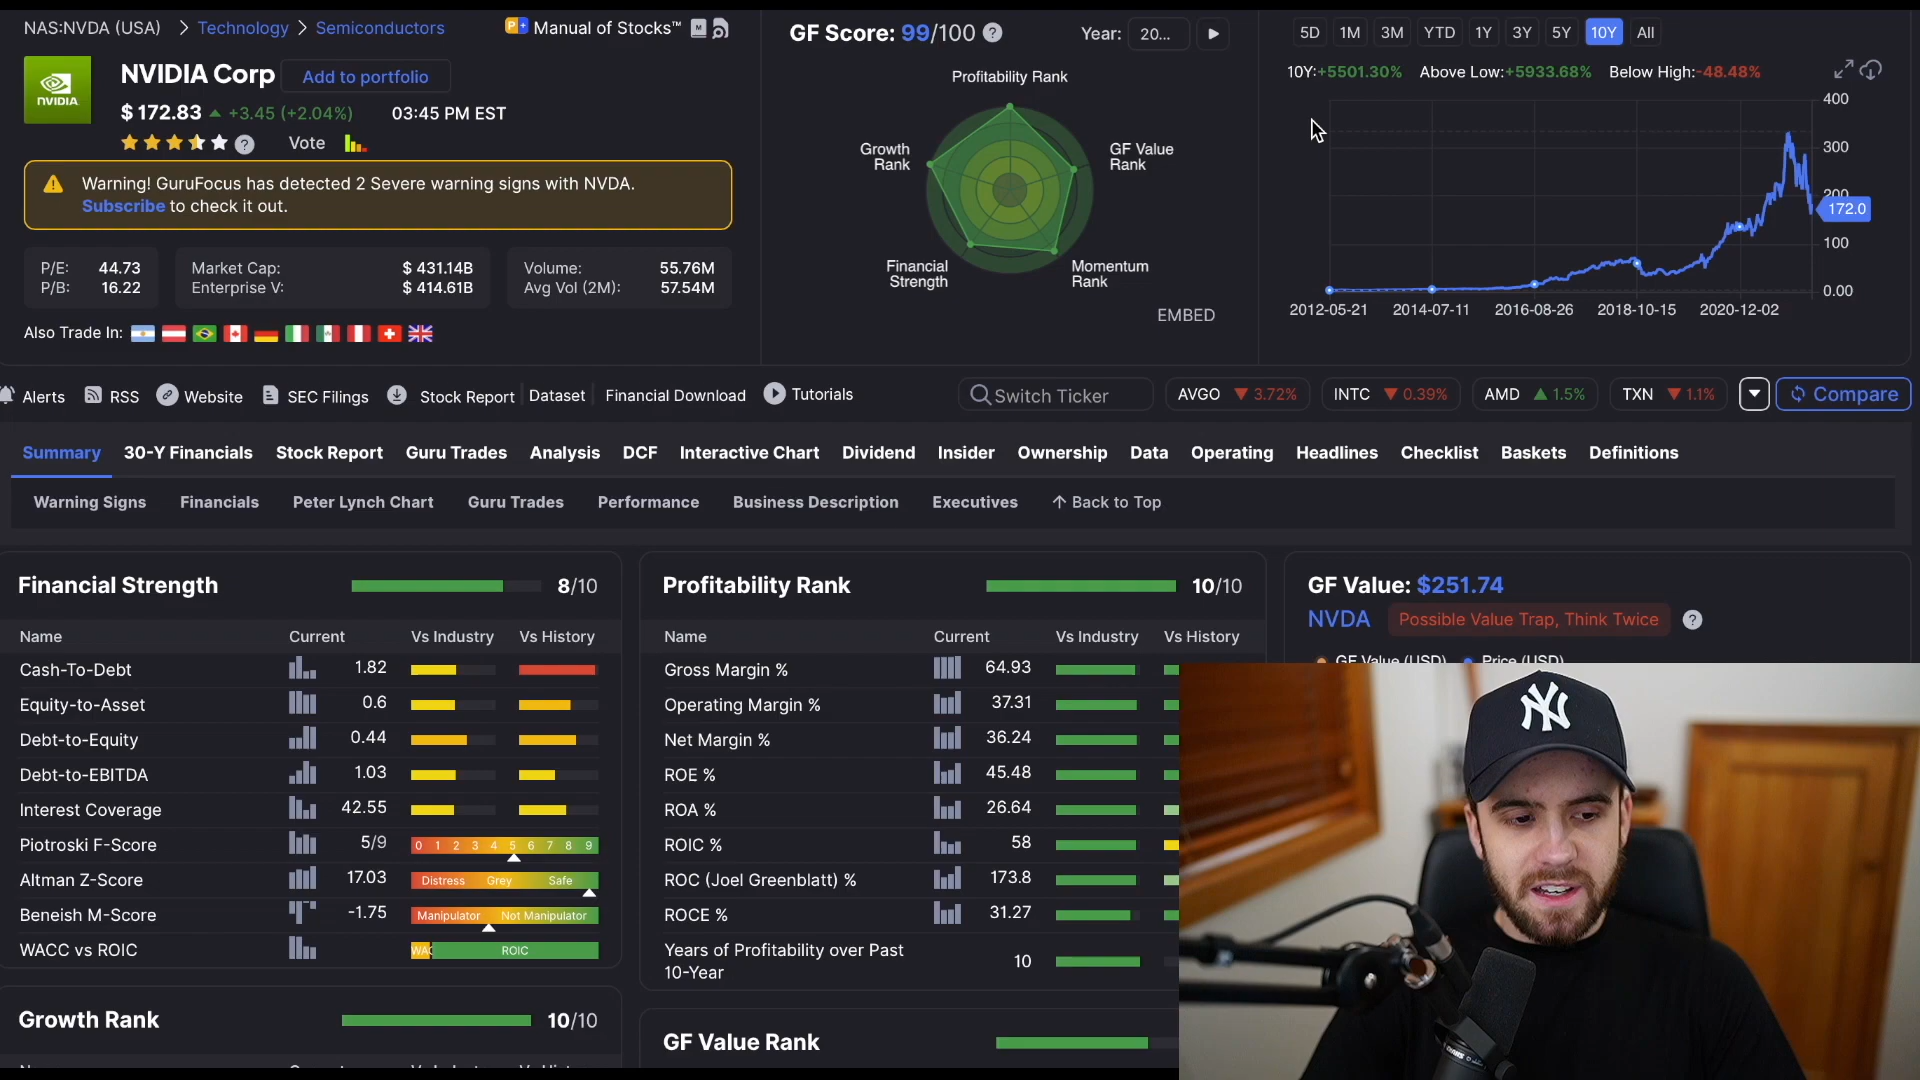 NAS:NVDA (USA) > Technology > Semiconductors
Manual of Stocks™
NVIDIA
NVIDIA Corp
Add to portfolio
$ 172.83 +3.45 (+2.04%) 03:45 PM EST
Vote
Warning! GuruFocus has detected 2 Severe warning signs with NVDA.
Subscribe to check it out.
P/E: 44.73
P/B: 16.22
Market Cap: $ 431.14B
Enterprise V: $ 414.61B
Volume: 55.76M
Avg Vol (2M): 57.54M
Also Trade In:
GF Score: 99/100
Year: 20...
Profitability Rank
Growth
Rank
GF Value
Rank
Financial
Strength
Momentum
Rank
EMBED
5D 1M 3M YTD 1Y 3Y 5Y 10Y All
10Y:+5501.30% Above Low:+5933.68% Below High:-48.48%
400
300
200
172.0
100
0.00
2012-05-21 2014-07-11 2016-08-26 2018-10-15 2020-12-02
Alerts RSS Website SEC Filings Stock Report Dataset Financial Download Tutorials
Switch Ticker
AVGO 3.72%
INTC 0.39%
AMD 1.5%
TXN 1.1%
Compare
Summary 30-Y Financials Stock Report Guru Trades Analysis DCF Interactive Chart Dividend Insider Ownership Data Operating Headlines Checklist Baskets Definitions
Warning Signs Financials Peter Lynch Chart Guru Trades Performance Business Description Executives Back to Top
Financial Strength 8/10
Name Current Vs Industry Vs History
Cash-To-Debt 1.82
Equity-to-Asset 0.6
Debt-to-Equity 0.44
Debt-to-EBITDA 1.03
Interest Coverage 42.55
Piotroski F-Score 5/9 0 1 2 3 4 5 6 7 8 9
Altman Z-Score 17.03 Distress Grey Safe
Beneish M-Score -1.75 Manipulator Not Manipulator
WACC vs ROIC ROIC
Growth Rank 10/10
Profitability Rank 10/10
Name Current Vs Industry Vs History
Gross Margin % 64.93
Operating Margin % 37.31
Net Margin % 36.24
ROE % 45.48
ROA % 26.64
ROIC % 58
ROC (Joel Greenblatt) % 173.8
ROCE % 31.27
Years of Profitability over Past
10-Year 10
GF Value Rank
GF Value: $251.74
NVDA Possible Value Trap, Think Twice
GF Value (USD) Price (USD)
NY